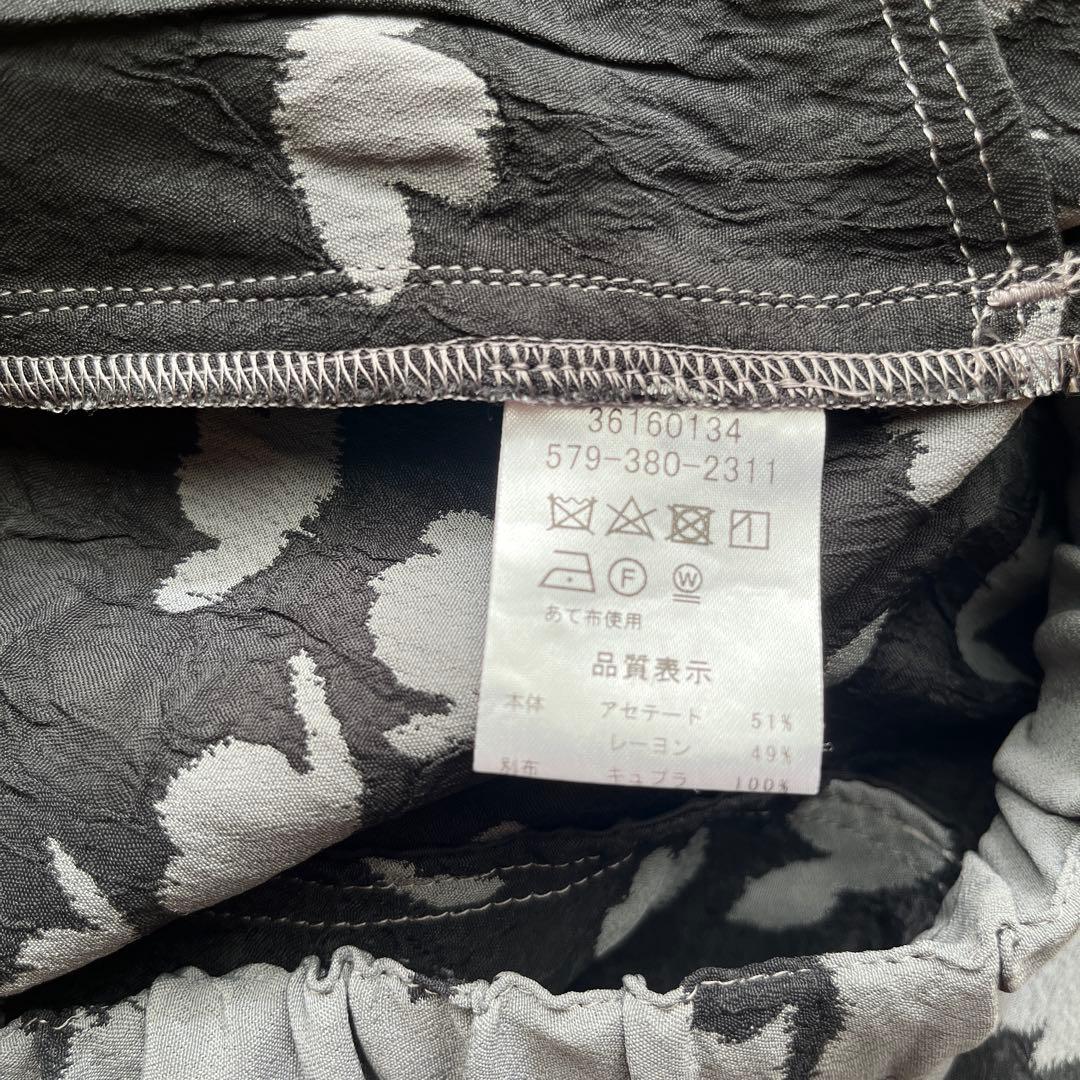 36160134
579-380-2311
F W
あて布使用
品質表示
本体 アセテート 51%
レーヨン 49%
別布 キュプラ 100%